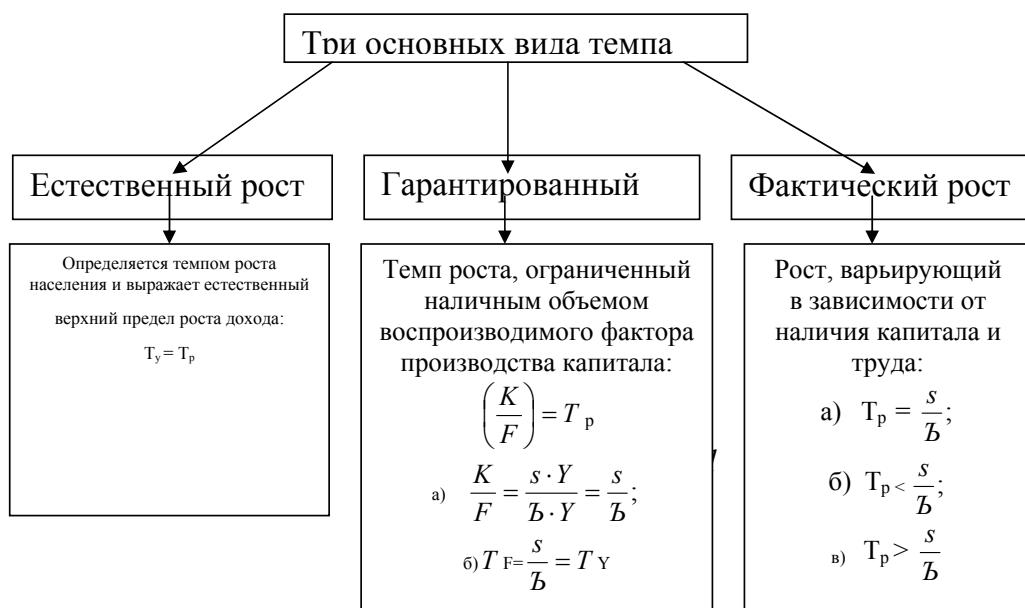 Три основных вида темпа
Естественный рост
Гарантированный
Фактический рост
Определяется темпом роста
населения и выражает естественный
верхний предел роста дохода:
Tу = Tр
Темп роста, ограниченный
наличным объемом
воспроизводимого фактора
производства капитала:
(K/F) = T р
а) K/F = s · Y/Ъ · Y = s/Ъ;
б) T F= s/Ъ = T Y
Рост, варьирующий
в зависимости от
наличия капитала и
труда:
а) Tр = s/Ъ;
б) Tр < s/Ъ;
в) Tр > s/Ъ